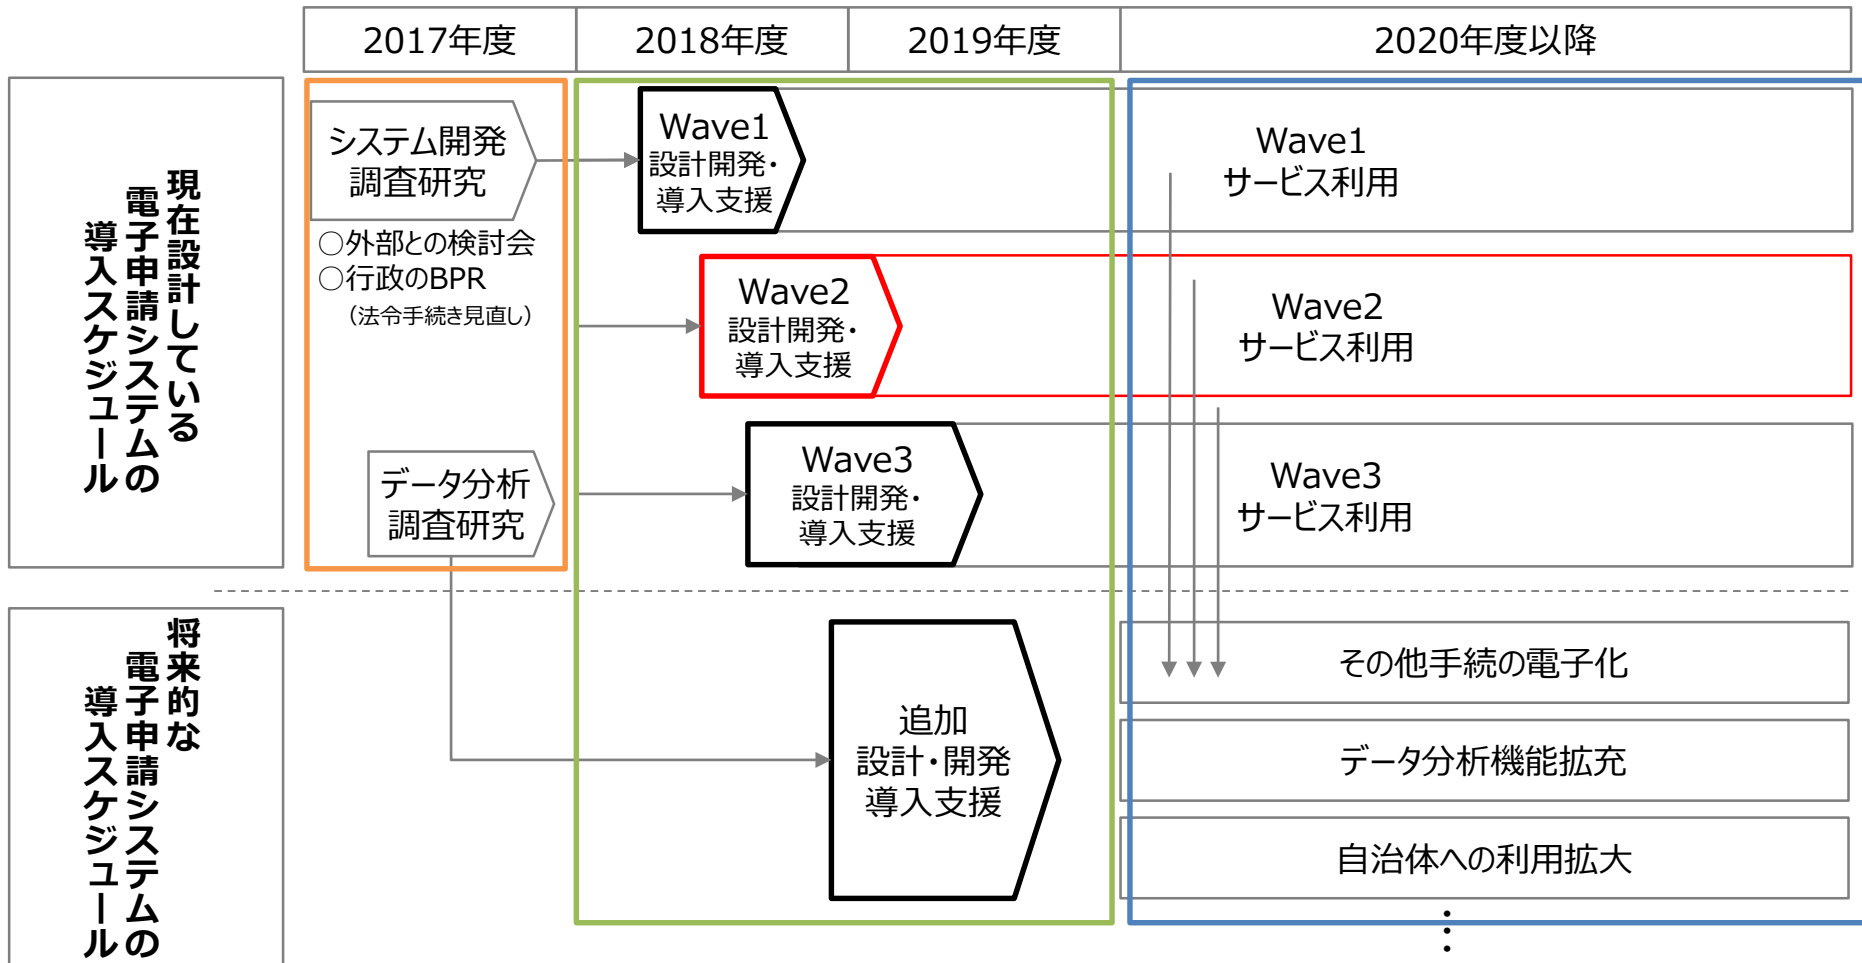 2017年度
2018年度
2019年度
2020年度以降
現在設計している
電子申請システムの
導入スケジュール
システム開発
調査研究
○外部との検討会
○行政のBPR
（法令手続き見直し）
データ分析
調査研究
Wave1
設計開発・
導入支援
Wave1
サービス利用
Wave2
設計開発・
導入支援
Wave2
サービス利用
Wave3
設計開発・
導入支援
Wave3
サービス利用
将来的な
電子申請システムの
導入スケジュール
追加
設計・開発
導入支援
その他手続の電子化
データ分析機能拡充
自治体への利用拡大
⋮